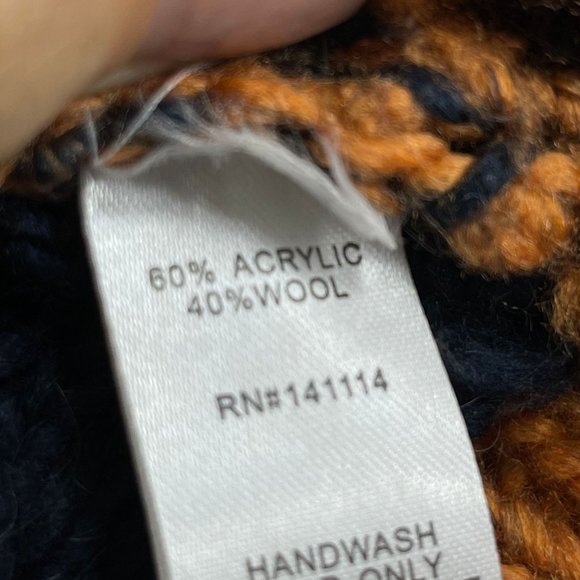 60% ACRYLIC
40%WOOL
RN#141114
HANDWASH
ONLY